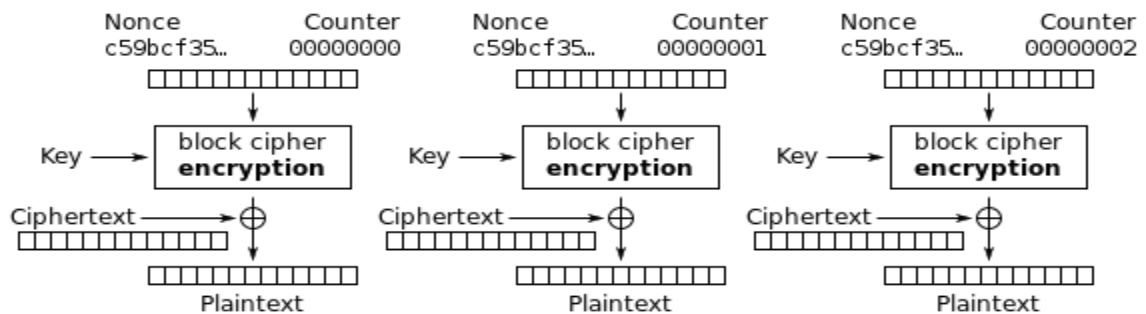 Nonce Counter Nonce Counter Nonce Counter
c59bcf35… 00000000 c59bcf35… 00000001 c59bcf35… 00000002
block cipher block cipher block cipher
Key encryption Key encryption Key encryption
Ciphertext Ciphertext Ciphertext
Plaintext Plaintext Plaintext